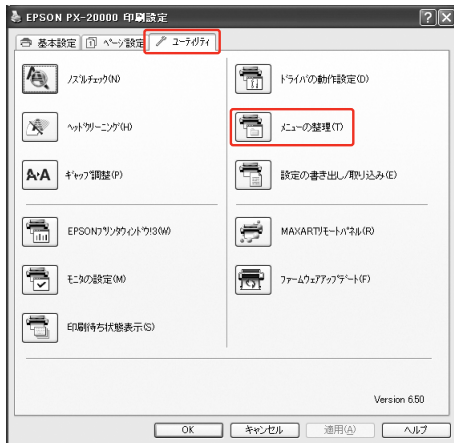 EPSON PX-20000 印刷設定
基本設定 ページ設定 ユーティリティ
ノズルチェック(N)
ドライバの動作設定(D)
ヘッドクリーニング(H)
メニューの整理(T)
A▸A ギャップ調整(P)
設定の書き出し/取り込み(E)
EPSONプリンタウィンドウ!3(W)
MAXARTリモートパネル(R)
モニタの設定(M)
ファームウェアアップデート(F)
印刷待ち状態表示(S)
Version 6.50
OK キャンセル 適用(A) ヘルプ